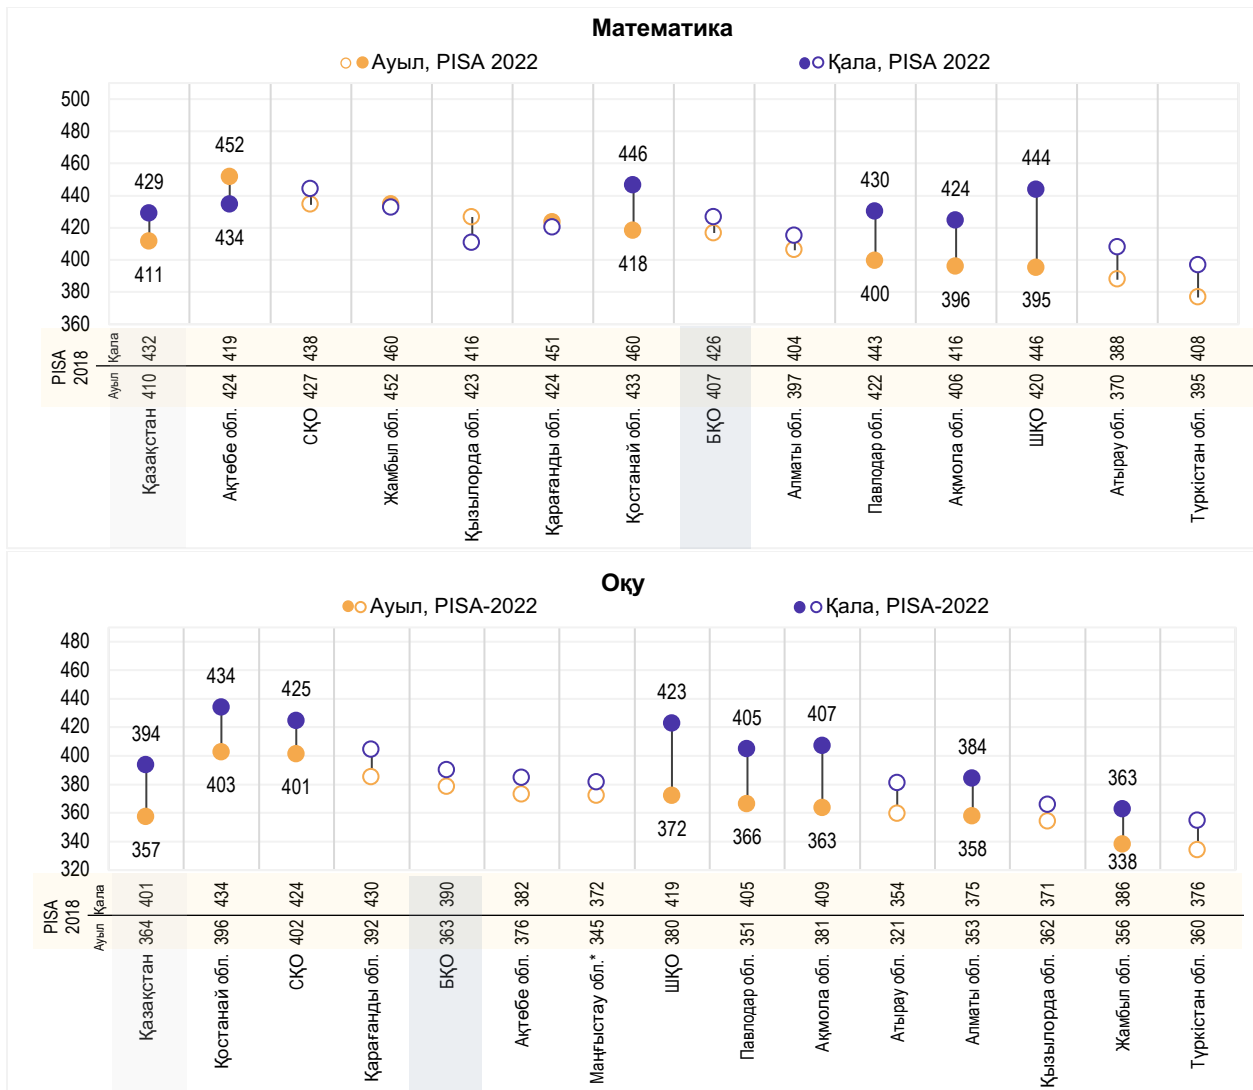 Математика
Ауыл, PISA 2022 Қала, PISA 2022
500
480
460
440
420
400
380
360
429 452 446 430 424 444
411 434 418 400 396 395
PISA 2018
Қала 432 419 438 460 416 451 460 426 404 443 416 446 388 408
Ауыл 410 424 427 452 423 424 433 407 397 422 406 420 370 395
Қазақстан
Ақтөбе обл.
СҚО
Жамбыл обл.
Қызылорда обл.
Қарағанды обл.
Қостанай обл.
БҚО
Алматы обл.
Павлодар обл.
Ақмола обл.
ШҚО
Атырау обл.
Түркістан обл.
Оқу
Ауыл, PISA-2022 Қала, PISA-2022
480
460
440
420
400
380
360
340
320
394 434 425 423 405 407 384 363
357 403 401 372 366 363 358 338
PISA 2018
Қала 401 434 424 430 390 382 372 419 405 409 354 375 371 386 376
Ауыл 364 396 402 392 363 376 345 380 351 381 321 353 362 356 360
Қазақстан
Қостанай обл.
СҚО
Қарағанды обл.
БҚО
Ақтөбе обл.
Маңғыстау обл.*
ШҚО
Павлодар обл.
Ақмола обл.
Атырау обл.
Алматы обл.
Қызылорда обл.
Жамбыл обл.
Түркістан обл.